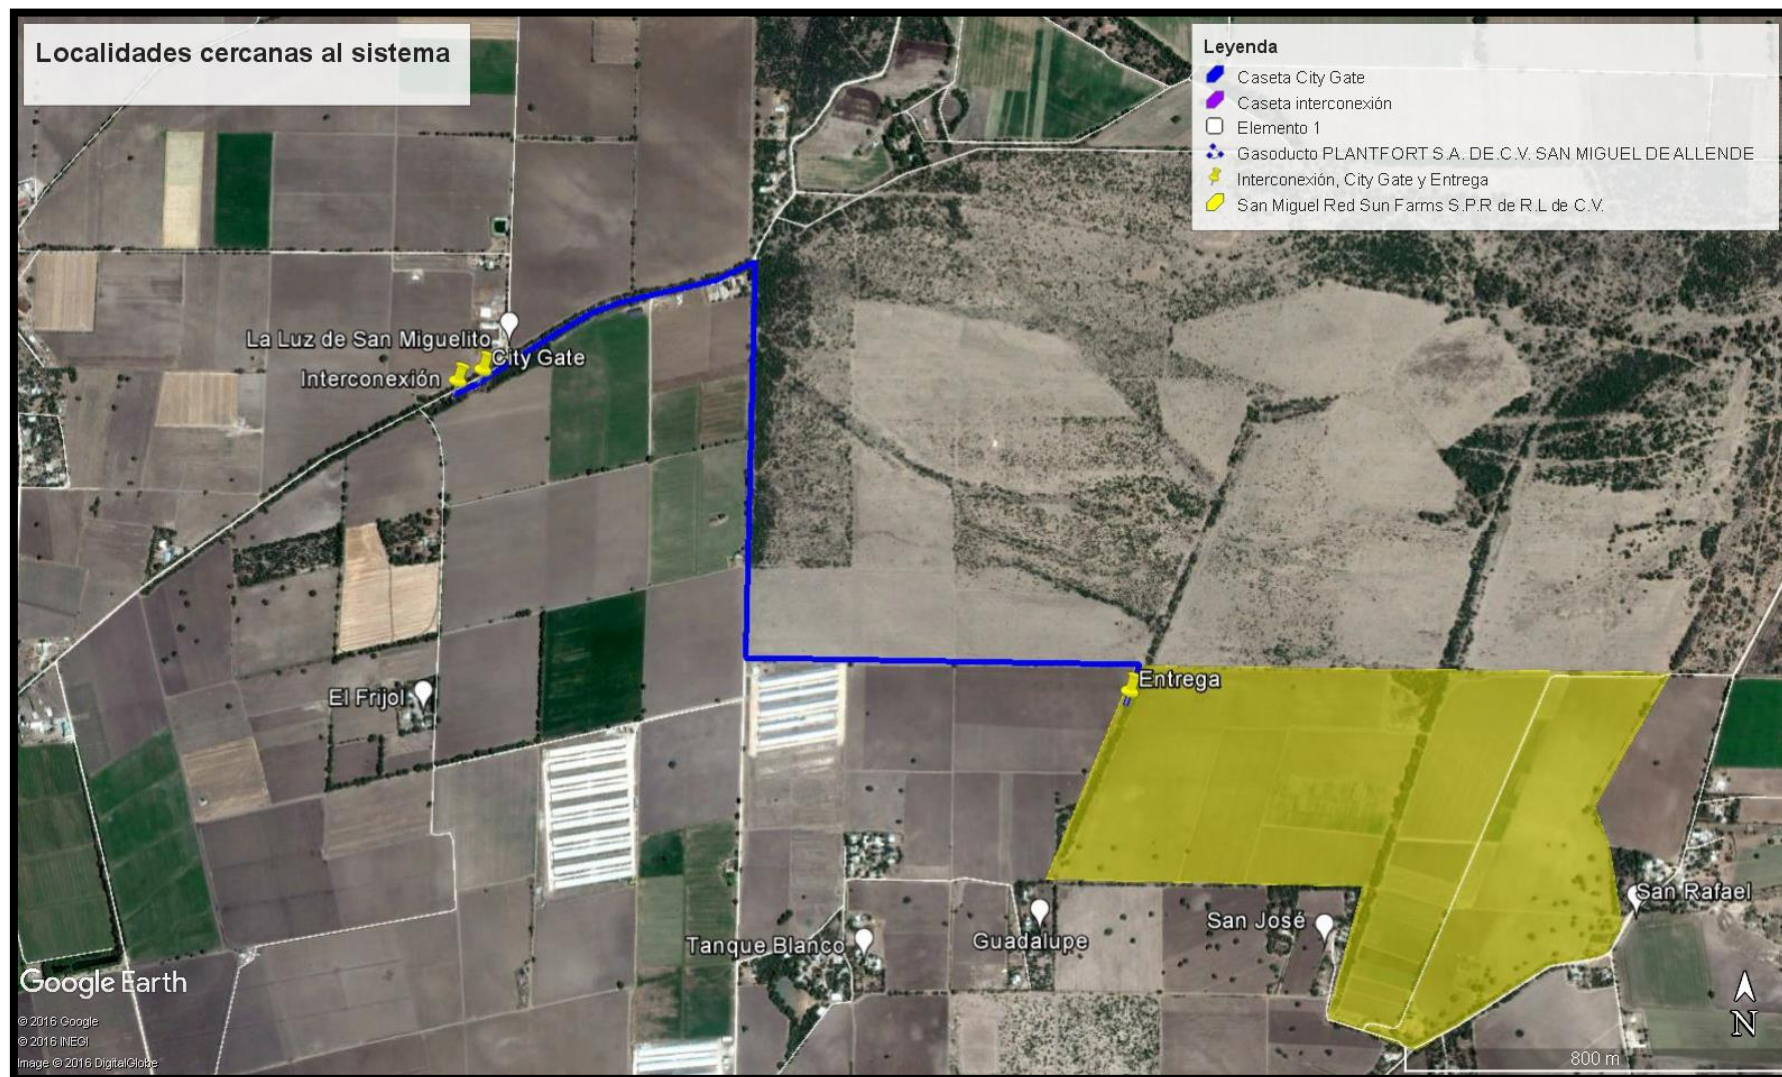 Localidades cercanas al sistema
Leyenda
Caseta City Gate
Caseta interconexión
Elemento 1
Gasoducto PLANTFORT S.A. DE.C.V. SAN MIGUEL DE ALLENDE
Interconexión, City Gate y Entrega
San Miguel Red Sun Farms S.P.R de R.L de C.V.
La Luz de San Miguelito
City Gate
Interconexión
Entrega
El Frijol
San Rafael
San José
Guadalupe
Tanque Blanco
Google Earth
© 2016 Google
© 2016 INEGI
Image © 2016 DigitalGlobe
N
800 m